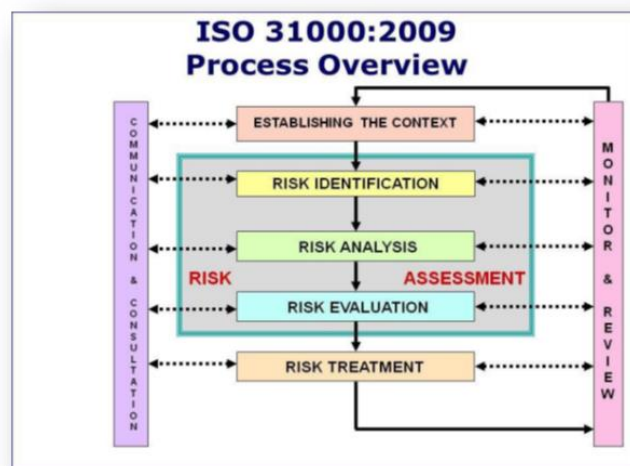 ISO 31000:2009
Process Overview
ESTABLISHING THE CONTEXT
RISK IDENTIFICATION
RISK ANALYSIS
RISK ASSESSMENT
RISK EVALUATION
RISK TREATMENT
COMMUNICATION & CONSULTATION
MONITOR & REVIEW